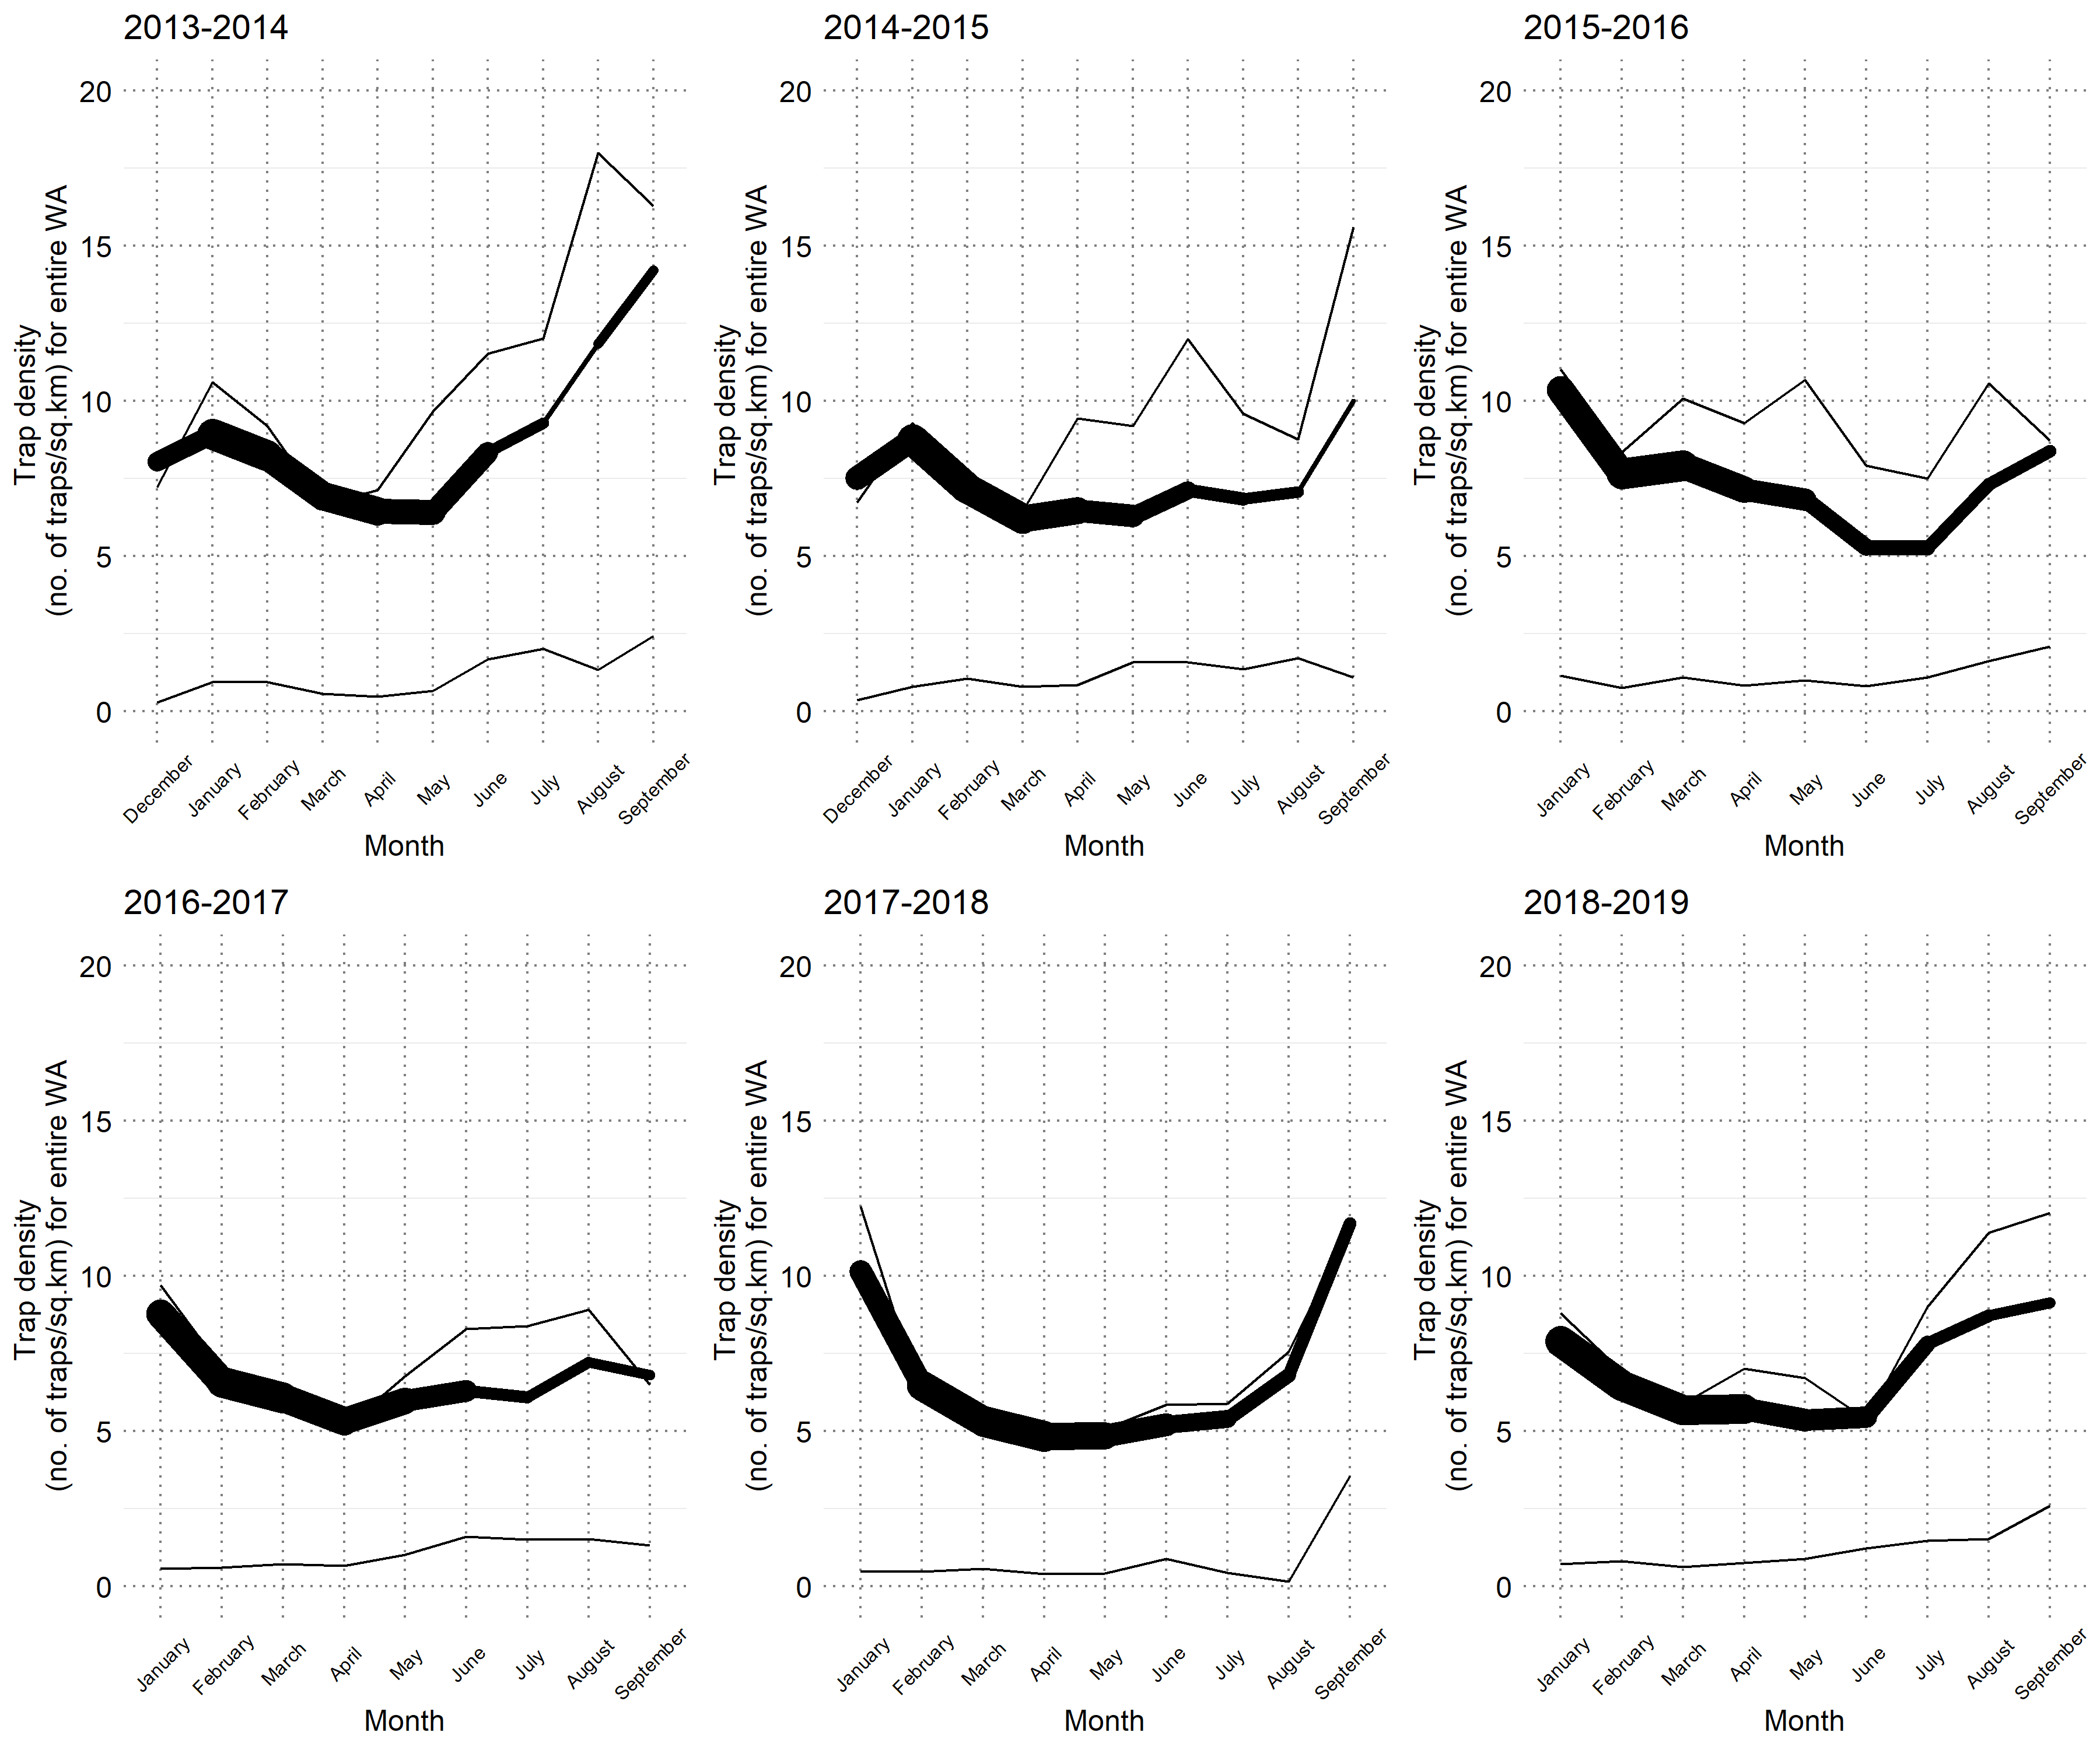 2013-2014
Trap density
(no. of traps/sq.km) for entire WA
20
15
10
5
0
December
January
February
March
April
May
June
July
August
September
Month
2014-2015
Trap density
(no. of traps/sq.km) for entire WA
20
15
10
5
0
December
January
February
March
April
May
June
July
August
September
Month
2015-2016
Trap density
(no. of traps/sq.km) for entire WA
20
15
10
5
0
January
February
March
April
May
June
July
August
September
Month
2016-2017
Trap density
(no. of traps/sq.km) for entire WA
20
15
10
5
0
January
February
March
April
May
June
July
August
September
Month
2017-2018
Trap density
(no. of traps/sq.km) for entire WA
20
15
10
5
0
January
February
March
April
May
June
July
August
September
Month
2018-2019
Trap density
(no. of traps/sq.km) for entire WA
20
15
10
5
0
January
February
March
April
May
June
July
August
September
Month